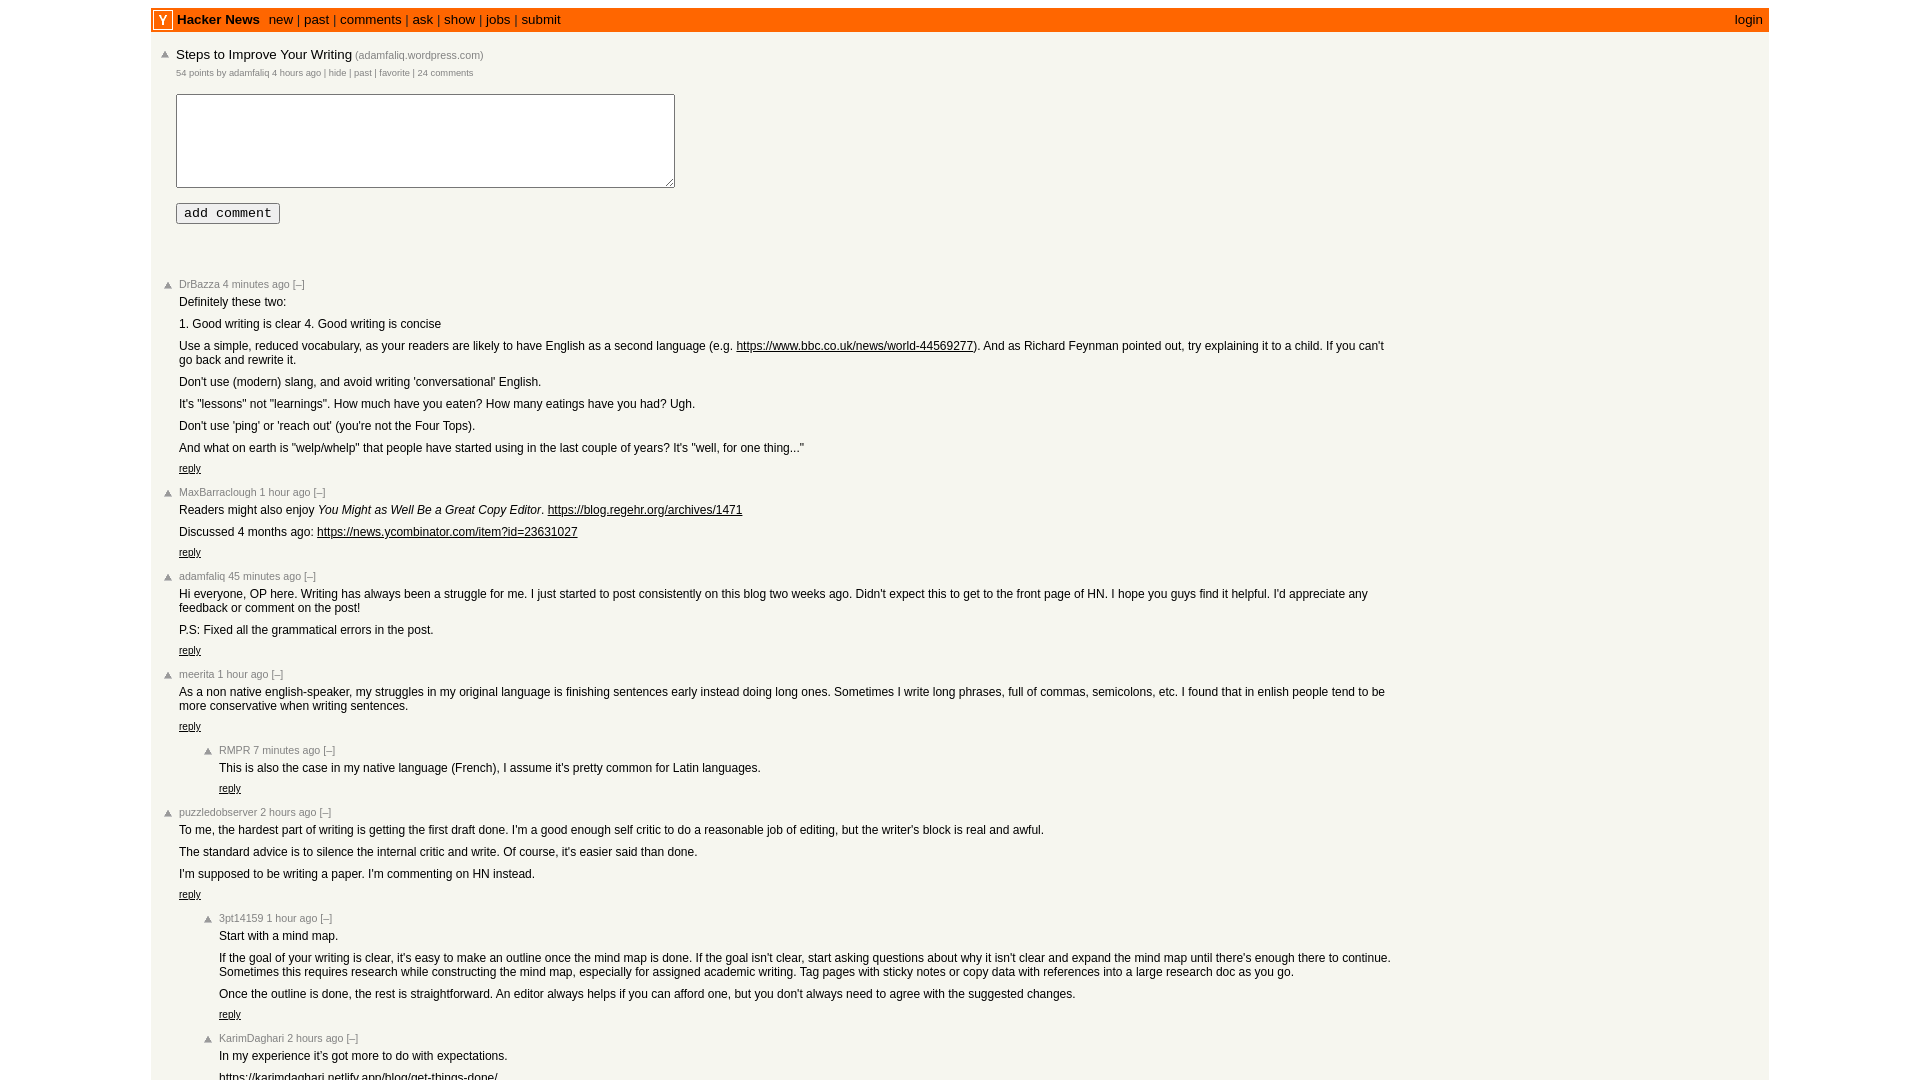 Y Hacker News new | past | comments | ask | show | jobs | submit login
Steps to Improve Your Writing (adamfaliq.wordpress.com)
54 points by adamfaliq 4 hours ago | hide | past | favorite | 24 comments
add comment
DrBazza 4 minutes ago [–]
Definitely these two:
1. Good writing is clear 4. Good writing is concise
Use a simple, reduced vocabulary, as your readers are likely to have English as a second language (e.g. https://www.bbc.co.uk/news/world-44569277). And as Richard Feynman pointed out, try explaining it to a child. If you can't
go back and rewrite it.
Don't use (modern) slang, and avoid writing 'conversational' English.
It's "lessons" not "learnings". How much have you eaten? How many eatings have you had? Ugh.
Don't use 'ping' or 'reach out' (you're not the Four Tops).
And what on earth is "welp/whelp" that people have started using in the last couple of years? It's "well, for one thing..."
reply
MaxBarraclough 1 hour ago [–]
Readers might also enjoy You Might as Well Be a Great Copy Editor. https://blog.regehr.org/archives/1471
Discussed 4 months ago: https://news.ycombinator.com/item?id=23631027
reply
adamfaliq 45 minutes ago [–]
Hi everyone, OP here. Writing has always been a struggle for me. I just started to post consistently on this blog two weeks ago. Didn't expect this to get to the front page of HN. I hope you guys find it helpful. I'd appreciate any
feedback or comment on the post!
P.S: Fixed all the grammatical errors in the post.
reply
meerita 1 hour ago [–]
As a non native english-speaker, my struggles in my original language is finishing sentences early instead doing long ones. Sometimes I write long phrases, full of commas, semicolons, etc. I found that in enlish people tend to be
more conservative when writing sentences.
reply
RMPR 7 minutes ago [–]
This is also the case in my native language (French), I assume it's pretty common for Latin languages.
reply
puzzledobserver 2 hours ago [–]
To me, the hardest part of writing is getting the first draft done. I'm a good enough self critic to do a reasonable job of editing, but the writer's block is real and awful.
The standard advice is to silence the internal critic and write. Of course, it's easier said than done.
I'm supposed to be writing a paper. I'm commenting on HN instead.
reply
3pt14159 1 hour ago [–]
Start with a mind map.
If the goal of your writing is clear, it's easy to make an outline once the mind map is done. If the goal isn't clear, start asking questions about why it isn't clear and expand the mind map until there's enough there to continue.
Sometimes this requires research while constructing the mind map, especially for assigned academic writing. Tag pages with sticky notes or copy data with references into a large research doc as you go.
Once the outline is done, the rest is straightforward. An editor always helps if you can afford one, but you don't always need to agree with the suggested changes.
reply
KarimDaghari 2 hours ago [–]
In my experience it's got more to do with expectations.
https://karimdaghari.netlify.app/blog/get-things-done/